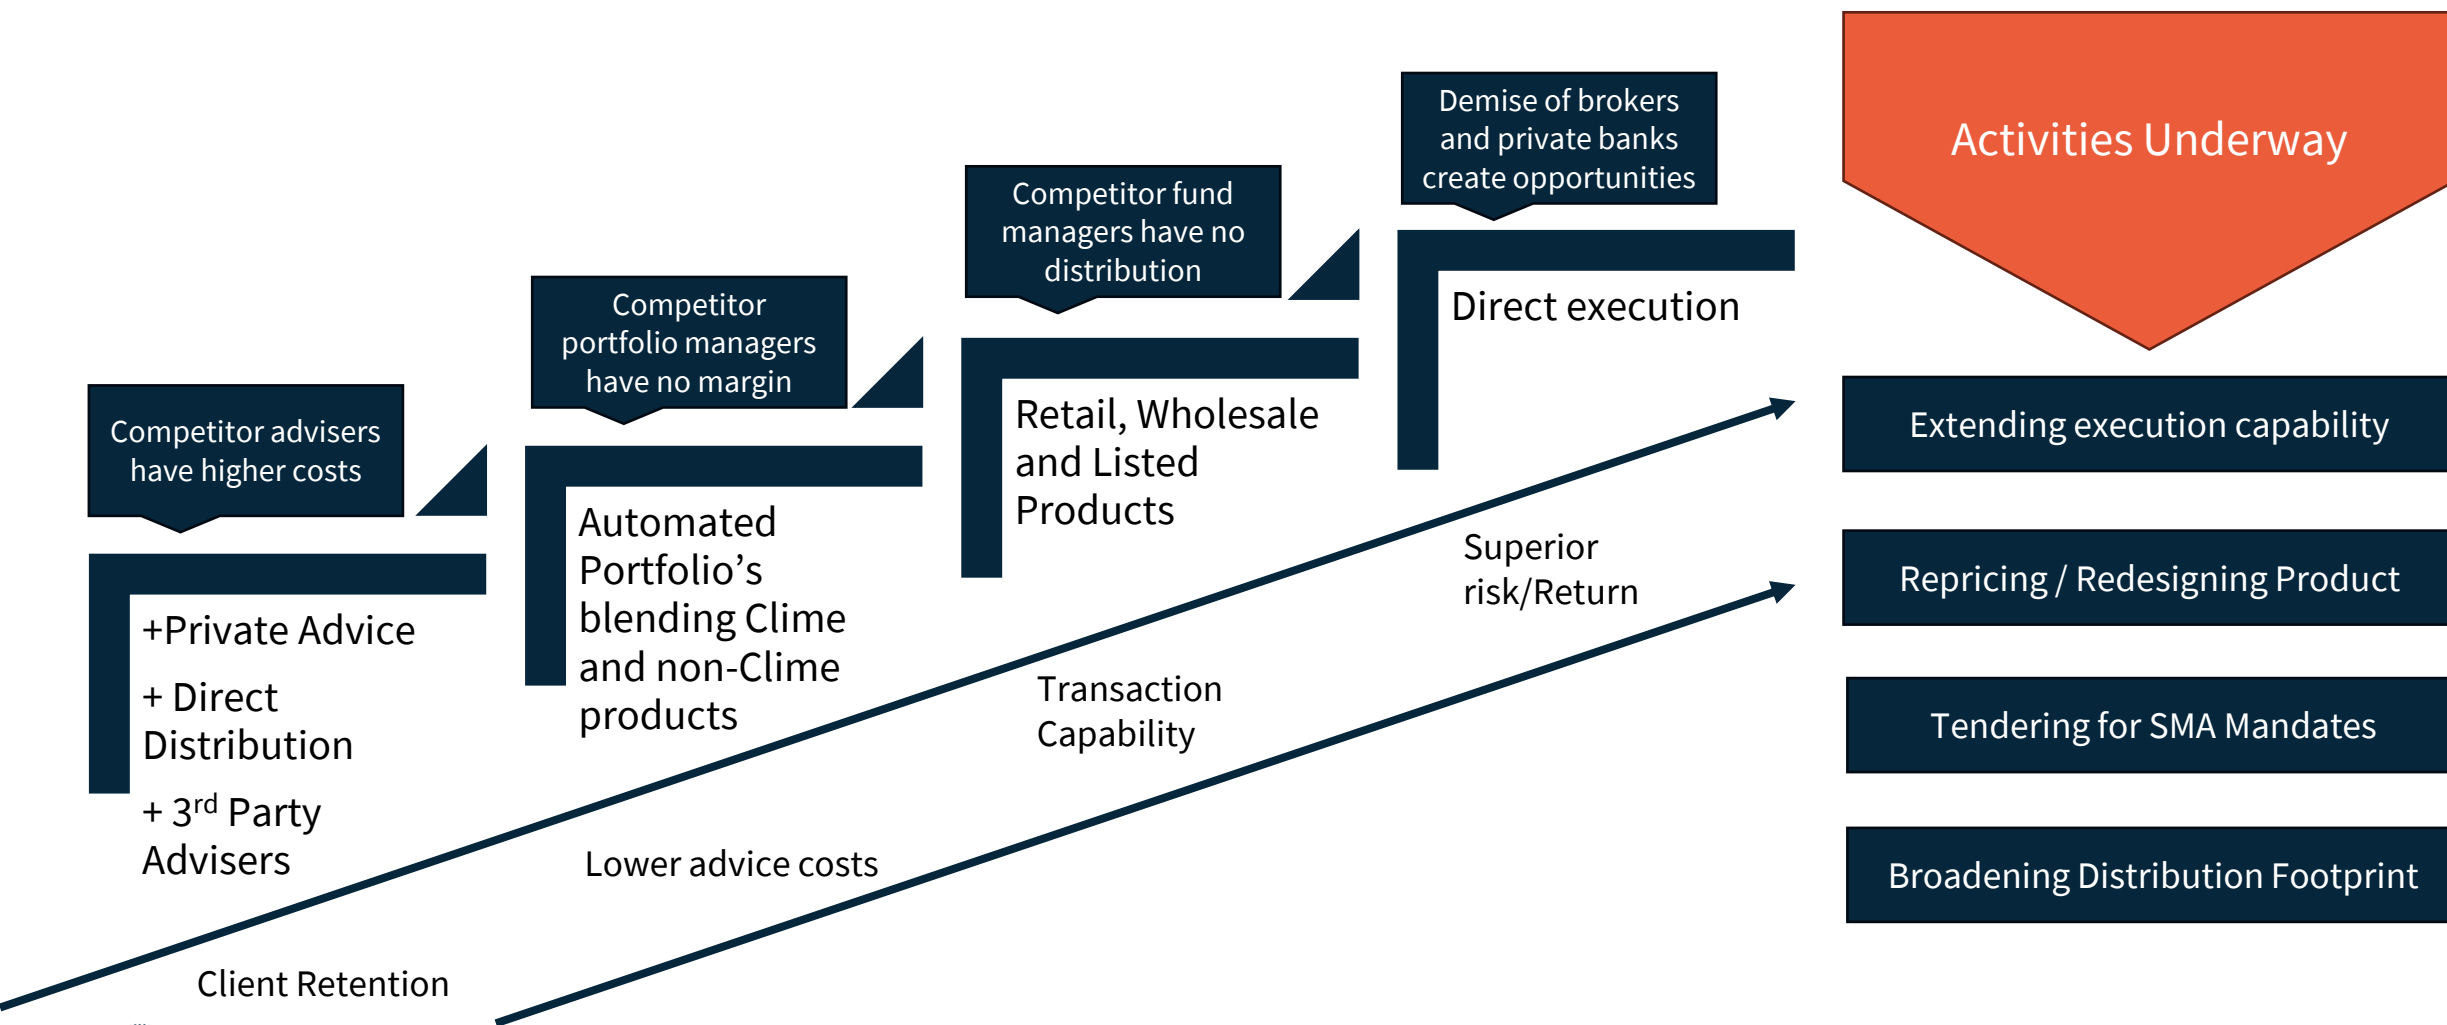 Competitor advisers
have higher costs
+Private Advice
+ Direct
Distribution
+ 3rd Party
Advisers
Competitor
portfolio managers
have no margin
Automated
Portfolio’s
blending Clime
and non-Clime
products
Competitor fund
managers have no
distribution
Retail, Wholesale
and Listed
Products
Demise of brokers
and private banks
create opportunities
Direct execution
Client Retention
Lower advice costs
Transaction
Capability
Superior
risk/Return
Activities Underway
Extending execution capability
Repricing / Redesigning Product
Tendering for SMA Mandates
Broadening Distribution Footprint